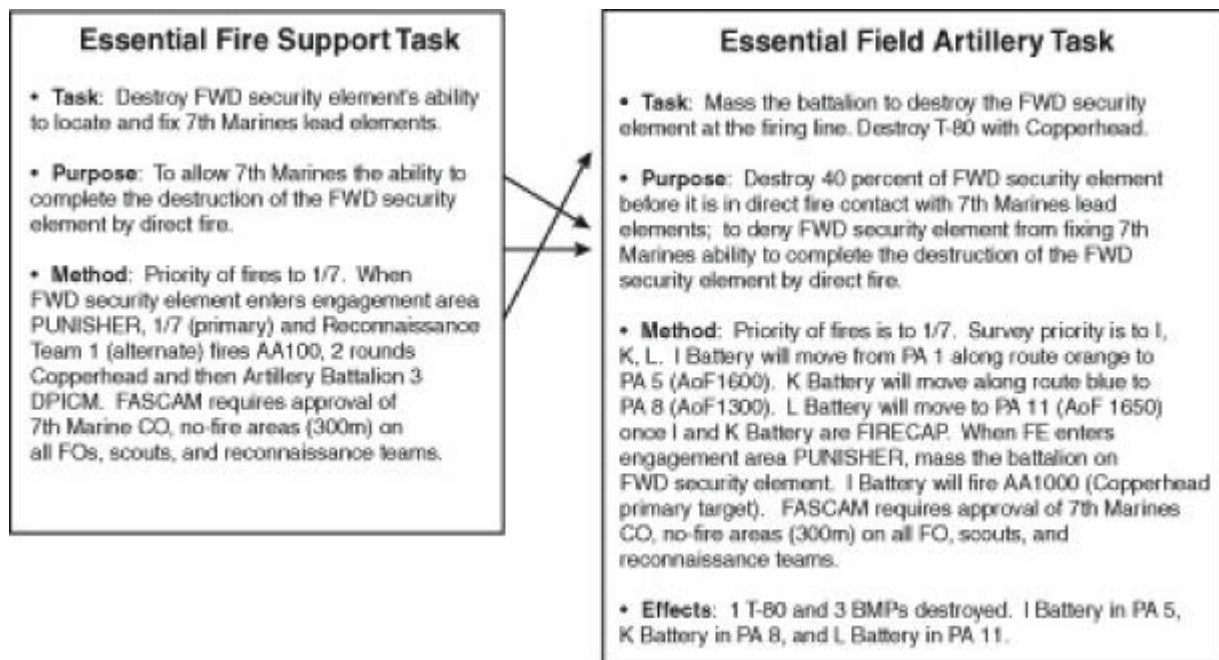 Essential Fire Support Task
• Task: Destroy FWD security element's ability
to locate and fix 7th Marines lead elements.
• Purpose: To allow 7th Marines the ability to
complete the destruction of the FWD security
element by direct fire.
• Method: Priority of fires to 1/7. When
FWD security element enters engagement area
PUNISHER, 1/7 (primary) and Reconnaissance
Team 1 (alternate) fires AA100, 2 rounds
Copperhead and then Artillery Battalion 3
DPICM. FASCAM requires approval of
7th Marine CO, no-fire areas (300m) on
all FOs, scouts, and reconnaissance teams.
Essential Field Artillery Task
• Task: Mass the battalion to destroy the FWD security
element at the firing line. Destroy T-80 with Copperhead.
• Purpose: Destroy 40 percent of FWD security element
before it is in direct fire contact with 7th Marines lead
elements; to deny FWD security element from fixing 7th
Marines ability to complete the destruction of the FWD
security element by direct fire.
• Method: Priority of fires is to 1/7. Survey priority is to I,
K, L. I Battery will move from PA 1 along route orange to
PA 5 (AoF1600). K Battery will move along route blue to
PA 8 (AoF1300). L Battery will move to PA 11 (AoF 1650)
once I and K Battery are FIRECAP. When FE enters
engagement area PUNISHER, mass the battalion on
FWD security element. I Battery will fire AA1000 (Copperhead
primary target). FASCAM requires approval of 7th Marines
CO, no-fire areas (300m) on all FO, scouts, and
reconnaissance teams.
• Effects: 1 T-80 and 3 BMPs destroyed. I Battery in PA 5,
K Battery in PA 8, and L Battery in PA 11.